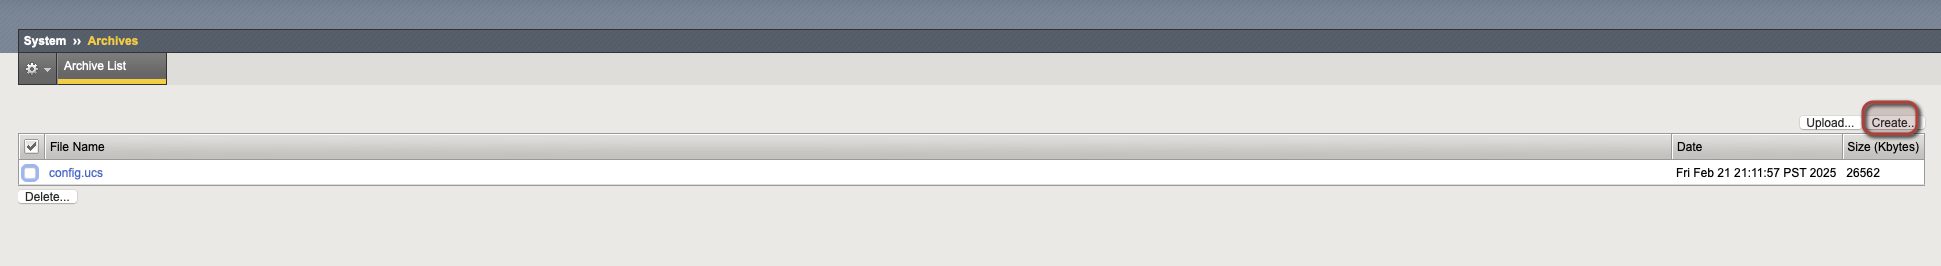 System ›› Archives
Archive List
Upload... Create...
File Name Date Size (Kbytes)
config.ucs Fri Feb 21 21:11:57 PST 2025 26562
Delete...